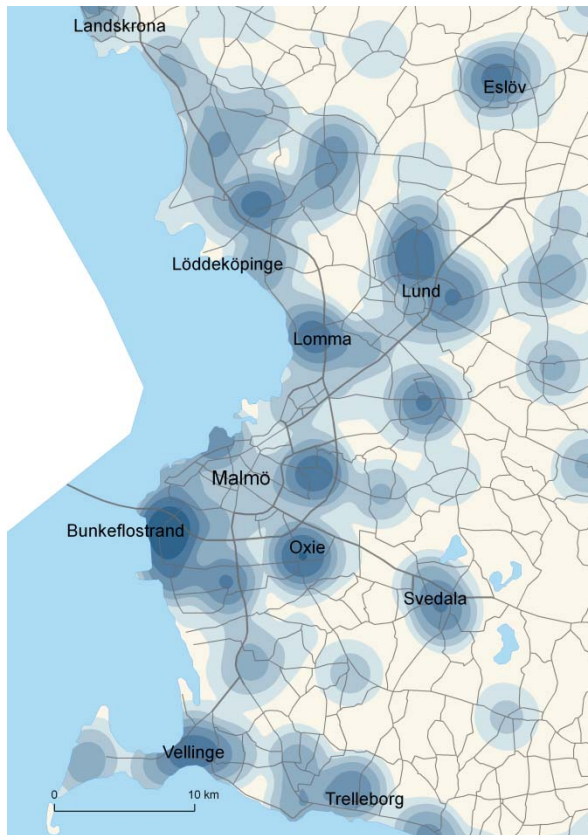 Landskrona
Eslöv
Löddeköpinge
Lund
Lomma
Malmö
Bunkeflostrand
Oxie
Svedala
Vellinge
0 10 km
Trelleborg